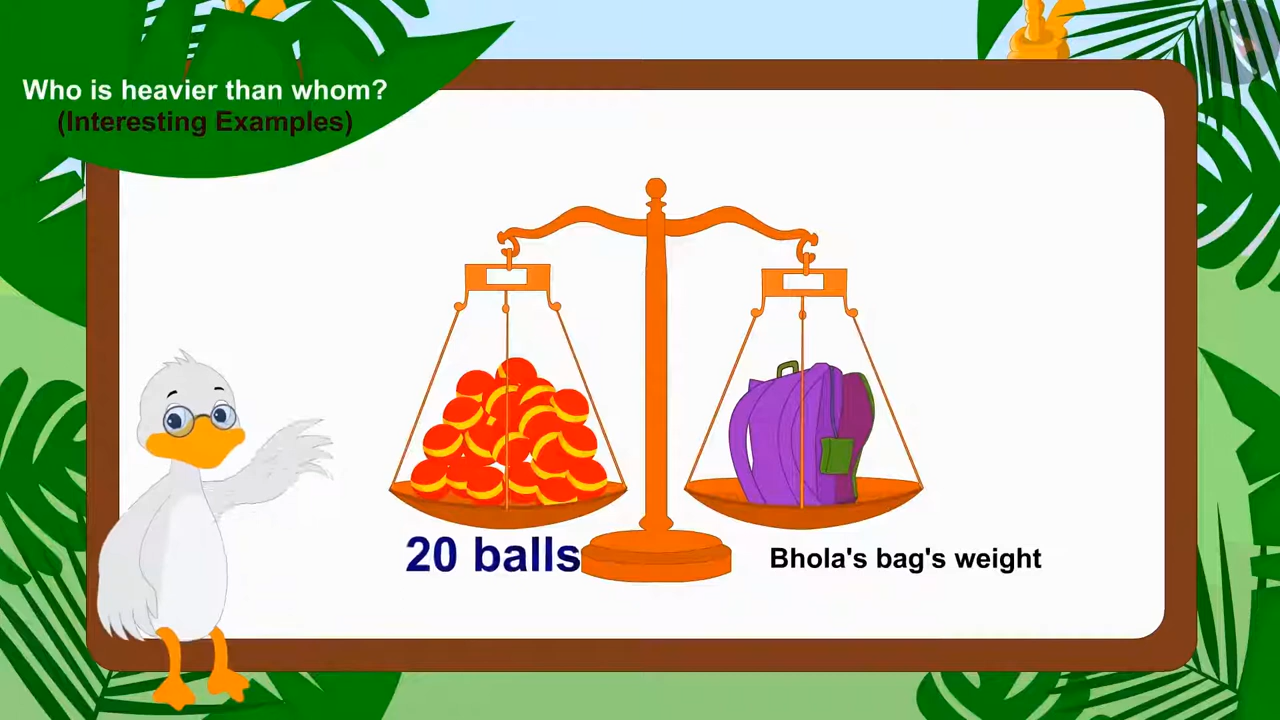 Who is heavier than whom?
(Interesting Examples)
20 balls
Bhola's bag's weight